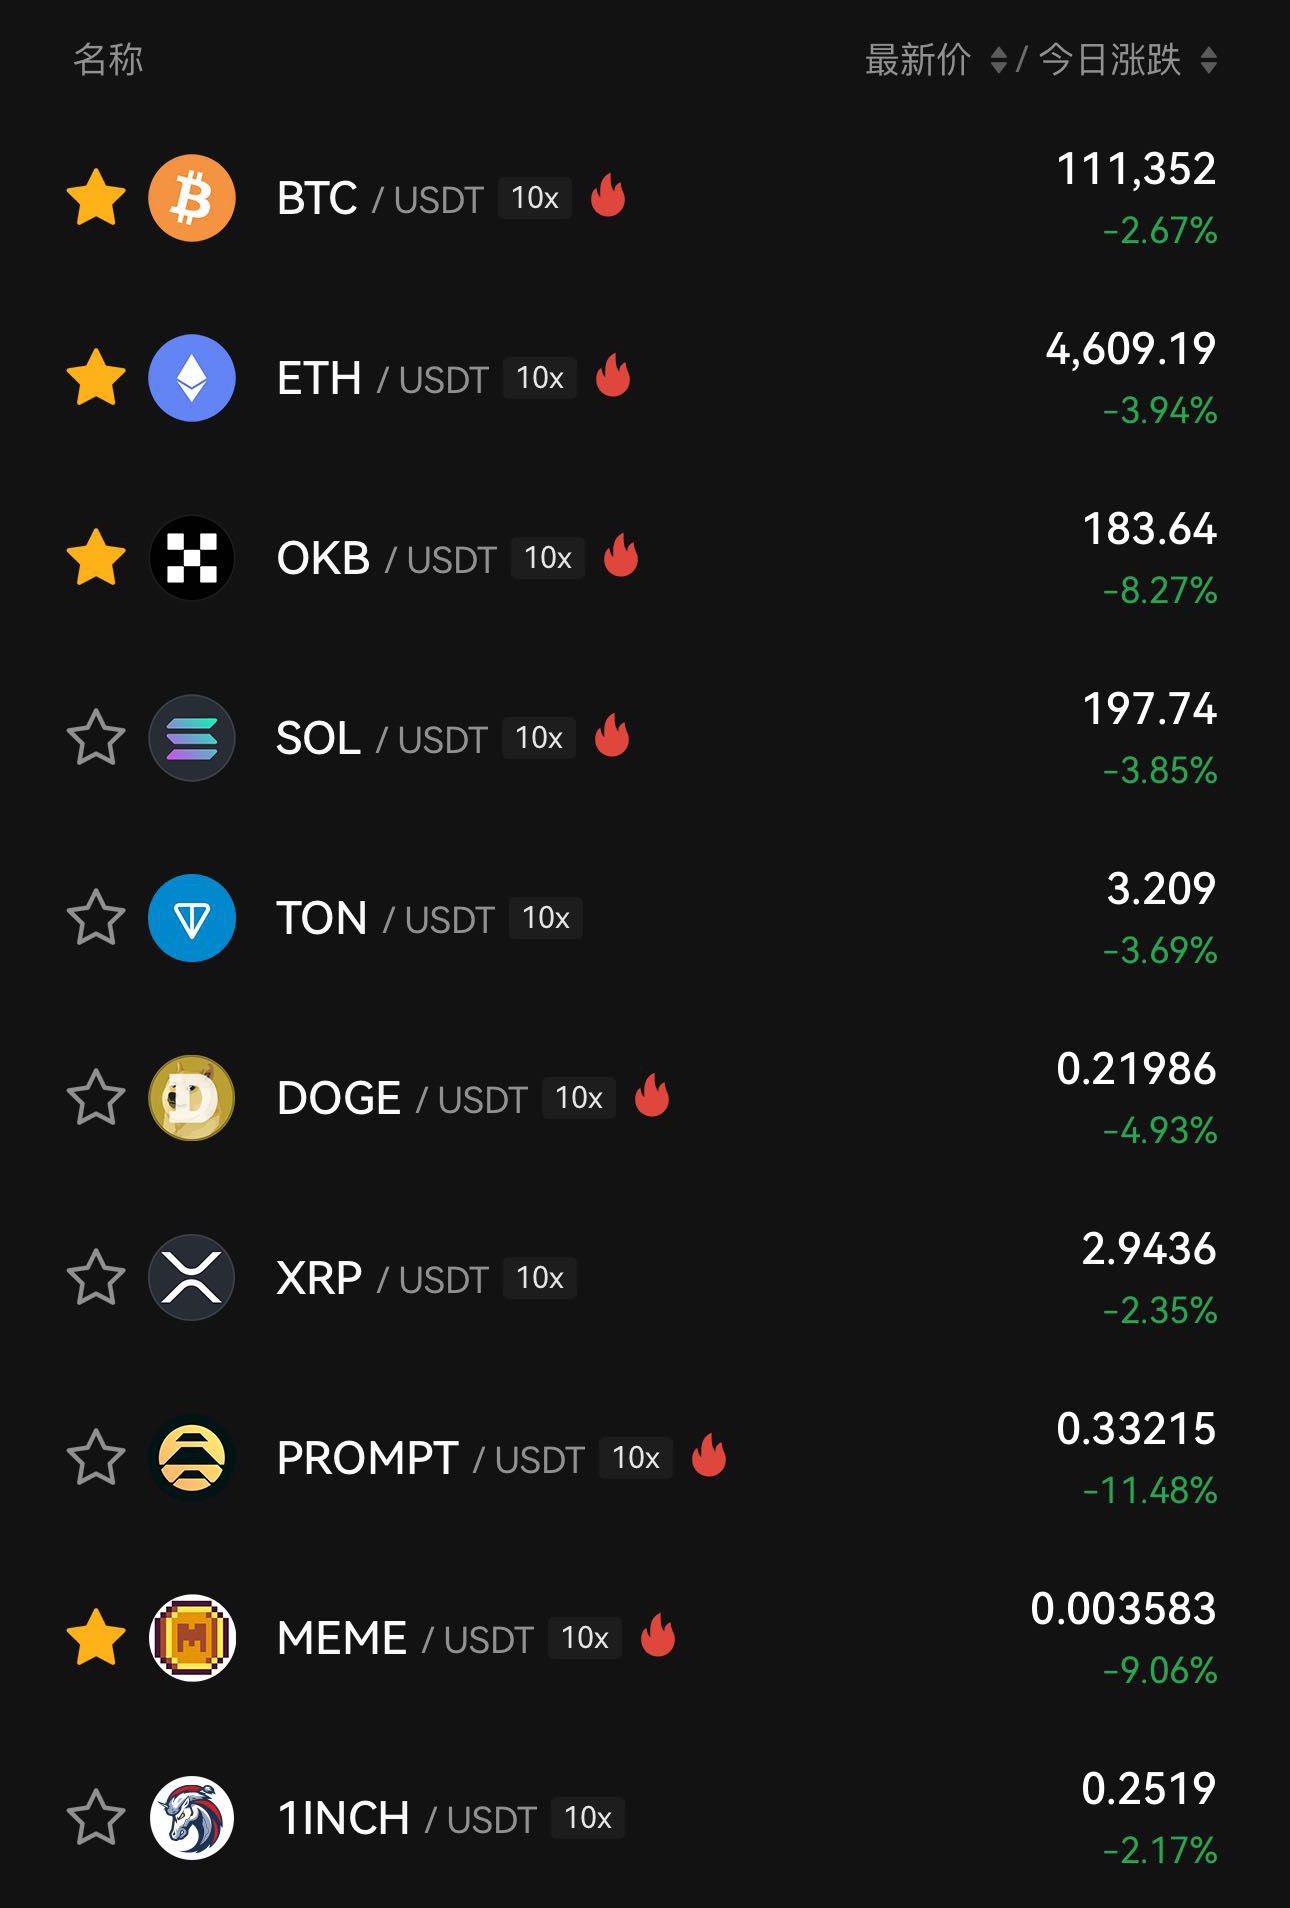 名称 最新价 / 今日涨跌
BTC / USDT 10x 111,352
-2.67%
ETH / USDT 10x 4,609.19
-3.94%
OKB / USDT 10x 183.64
-8.27%
SOL / USDT 10x 197.74
-3.85%
TON / USDT 10x 3.209
-3.69%
DOGE / USDT 10x 0.21986
-4.93%
XRP / USDT 10x 2.9436
-2.35%
PROMPT / USDT 10x 0.33215
-11.48%
MEME / USDT 10x 0.003583
-9.06%
1INCH / USDT 10x 0.2519
-2.17%